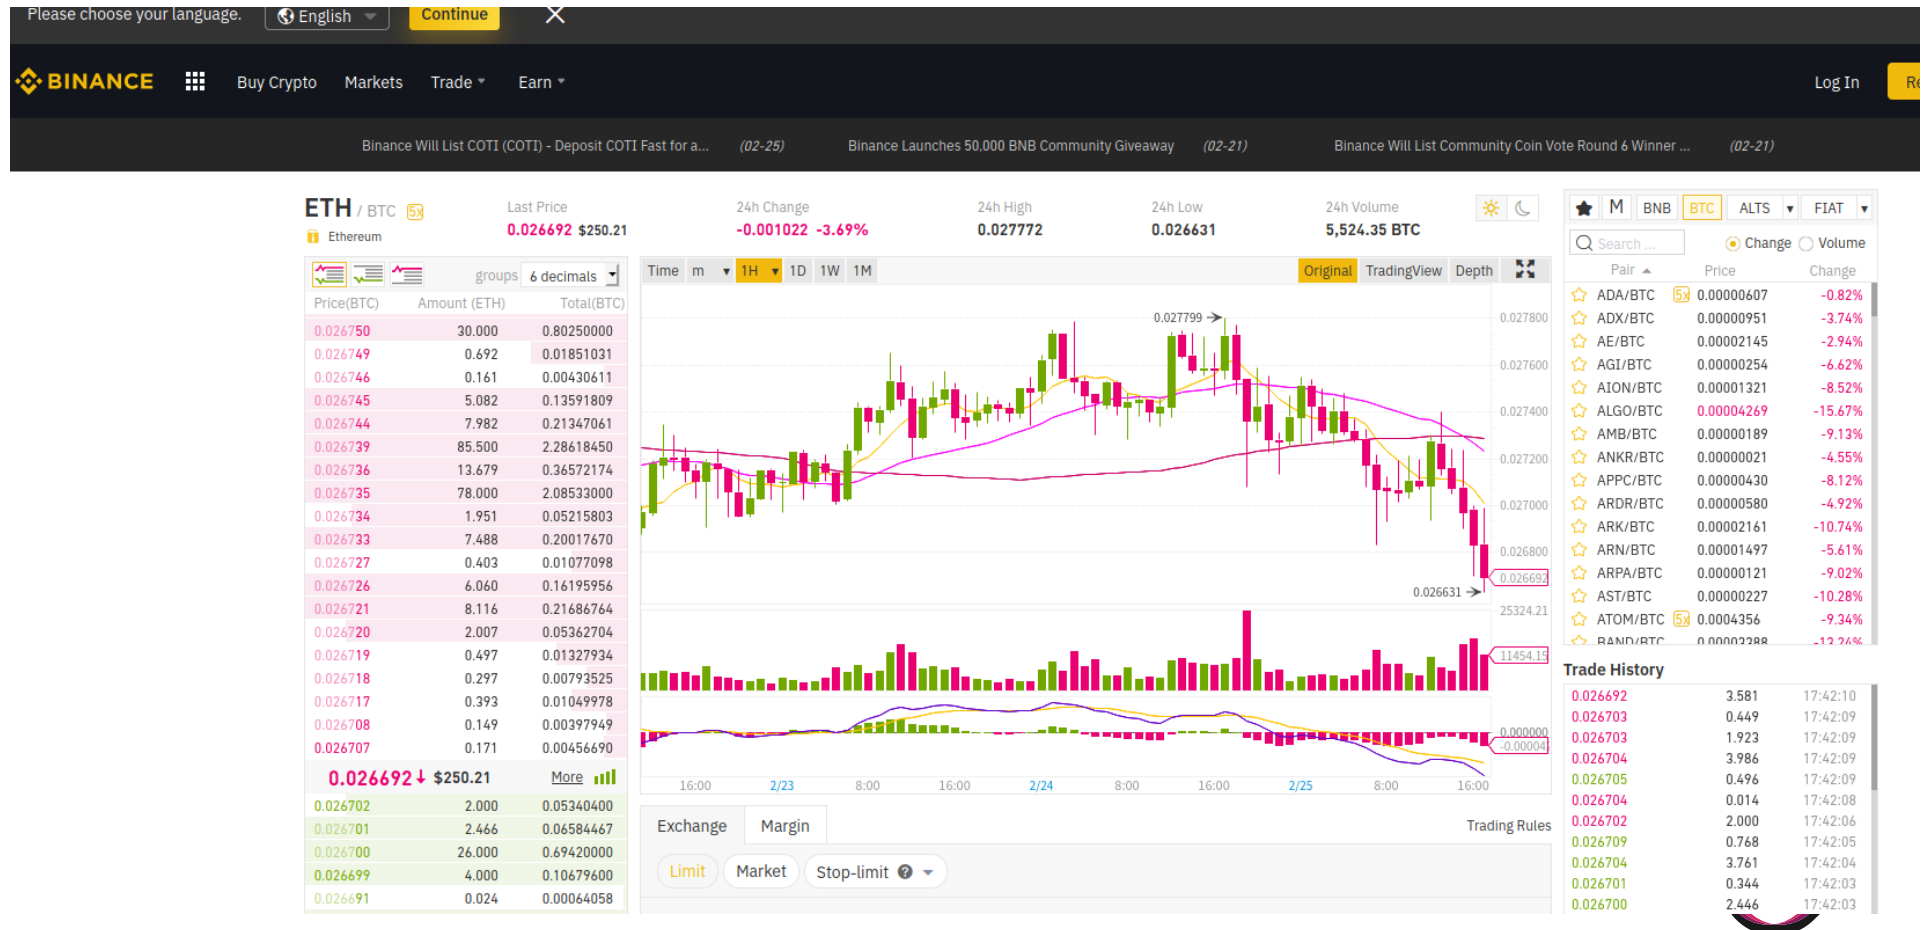 Please choose your language. English Continue
BINANCE Buy Crypto Markets Trade Earn Log In
Binance Will List COTI (COTI) - Deposit COTI Fast for a... (02-25) Binance Launches 50,000 BNB Community Giveaway (02-21) Binance Will List Community Coin Vote Round 6 Winner ... (02-21)
ETH / BTC 5x
Ethereum
Last Price
0.026692 $250.21
24h Change
-0.001022 -3.69%
24h High
0.027772
24h Low
0.026631
24h Volume
5,524.35 BTC
groups 6 decimals
Price(BTC) Amount (ETH) Total(BTC)
0.026750 30.000 0.80250000
0.026749 0.692 0.01851031
0.026746 0.161 0.00430611
0.026745 5.082 0.13591809
0.026744 7.982 0.21347061
0.026739 85.500 2.28618450
0.026736 13.679 0.36572174
0.026735 78.000 2.08533000
0.026734 1.951 0.05215803
0.026733 7.488 0.20017670
0.026727 0.403 0.01077098
0.026726 6.060 0.16195956
0.026721 8.116 0.21686764
0.026720 2.007 0.05362704
0.026719 0.497 0.01327934
0.026718 0.297 0.00793525
0.026717 0.393 0.01049978
0.026708 0.149 0.00397949
0.026707 0.171 0.00456690
0.026692 $250.21 More
0.026702 2.000 0.05340400
0.026701 2.466 0.06584467
0.026700 26.000 0.69420000
0.026699 4.000 0.10679600
0.026691 0.024 0.00064058
Time m 1H 1D 1W 1M Original TradingView Depth
0.027799
0.027800
0.027600
0.027400
0.027200
0.027000
0.026800
0.026692
0.026631
25324.21
11454.15
0.000000
-0.00004
16:00 2/23 8:00 16:00 2/24 8:00 16:00 2/25 8:00 16:00
Exchange Margin Trading Rules
Limit Market Stop-limit
M BNB BTC ALTS FIAT
Search ... Change Volume
Pair Price Change
ADA/BTC 5x 0.00000607 -0.82%
ADX/BTC 0.00000951 -3.74%
AE/BTC 0.00002145 -2.94%
AGI/BTC 0.00000254 -6.62%
AION/BTC 0.00001321 -8.52%
ALGO/BTC 0.00004269 -15.67%
AMB/BTC 0.00000189 -9.13%
ANKR/BTC 0.00000021 -4.55%
APPC/BTC 0.00000430 -8.12%
ARDR/BTC 0.00000580 -4.92%
ARK/BTC 0.00002161 -10.74%
ARN/BTC 0.00001497 -5.61%
ARPA/BTC 0.00000121 -9.02%
AST/BTC 0.00000227 -10.28%
ATOM/BTC 5x 0.0004356 -9.34%
BAND/BTC 0.00003388 -13.24%
Trade History
0.026692 3.581 17:42:10
0.026703 0.449 17:42:09
0.026703 1.923 17:42:09
0.026704 3.986 17:42:09
0.026705 0.496 17:42:09
0.026704 0.014 17:42:08
0.026702 2.000 17:42:06
0.026709 0.768 17:42:05
0.026704 3.761 17:42:04
0.026701 0.344 17:42:03
0.026700 2.446 17:42:03